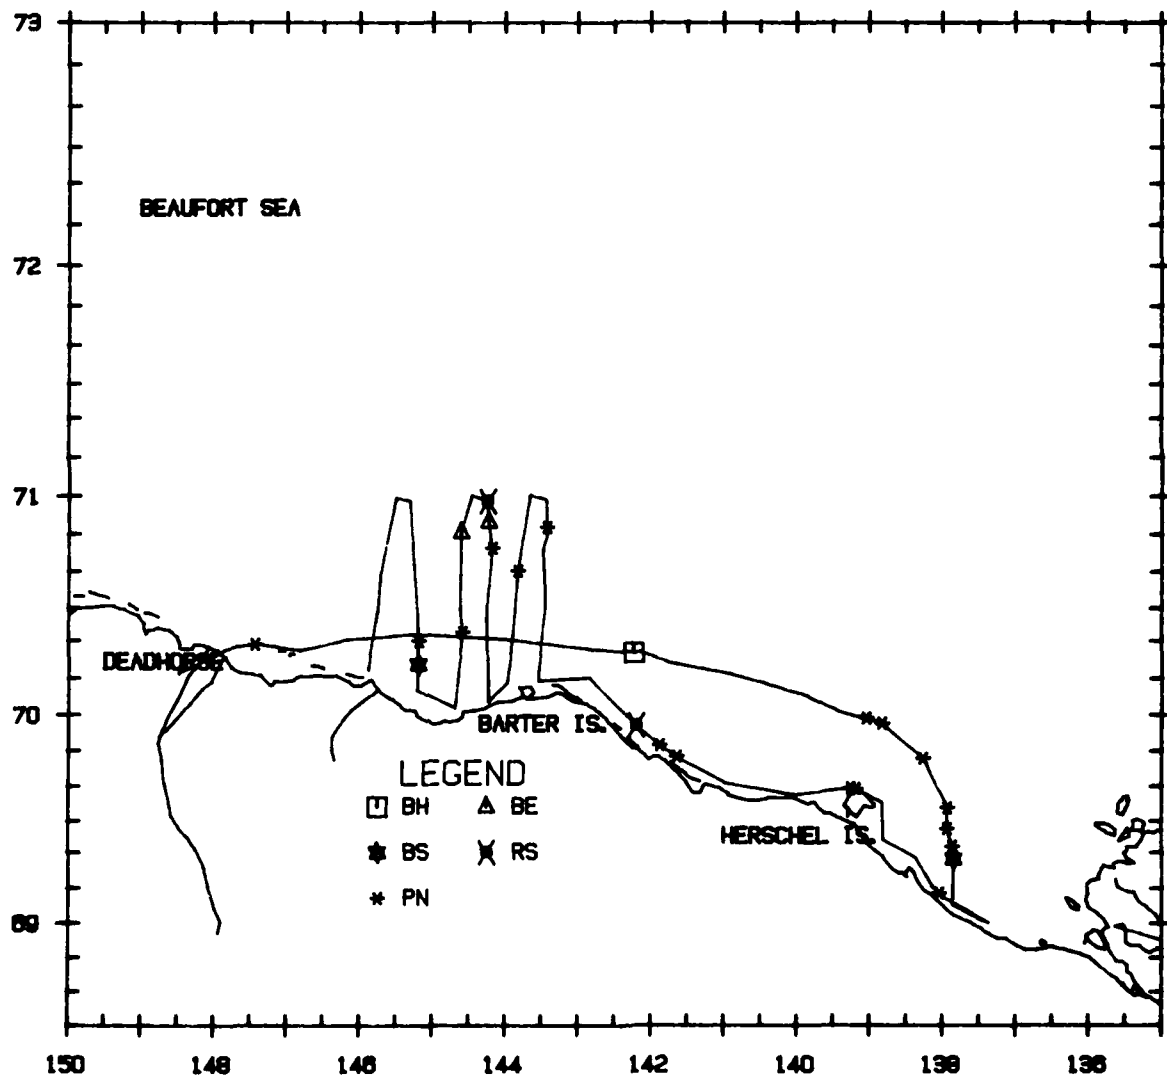 73
BEAUFORT SEA
72
71
DEADHORSE
70
BARTER IS.
LEGEND
BH BE
HERSCHEL IS.
BS RS
PN
69
150 148 146 144 142 140 138 136